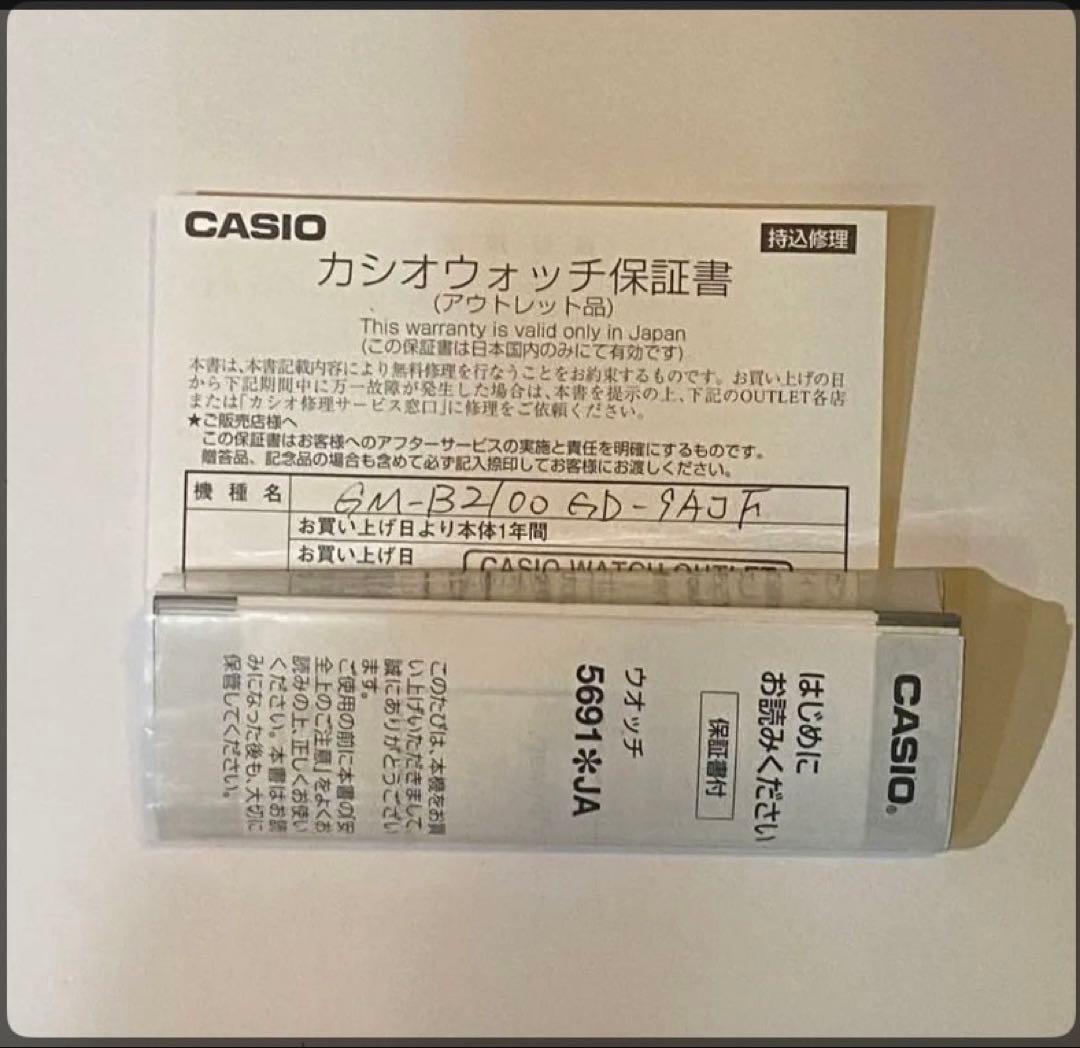 CASIO
持込修理
カシオウォッチ保証書
(アウトレット品)
This warranty is valid only in Japan
(この保証書は日本国内のみにて有効です)
本書は、本書記載内容により無料修理を行なうことをお約束するものです。お買い上げの日
から下記期間中に万一故障が発生した場合は、本書を提示の上、下記のOUTLET各店
または「カシオ修理サービス窓口」に修理をご依頼ください。
★ご販売店様へ
この保証書はお客様へのアフターサービスの実施と責任を明確にするものです。
贈答品、記念品の場合も含めて必ず記入捺印してお客様にお渡しください。
機種名
GM-B2100GD-9AJF
お買い上げ日より本体1年間
お買い上げ日
CASIO WATCH OUTLET
CASIO®
はじめに
お読みください
保証書付
ウオッチ
5691✻JA
このたびは、本機をお買
い上げいただきまして、
誠にありがとうござい
ます。
ご使用の前に本書の「安
全上のご注意」をよくお
読みの上、正しくお使い
ください。本書はお読
みになった後も、大切に
保管してください。